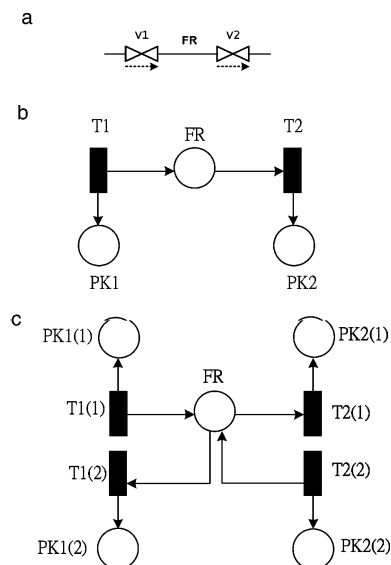 a
V1 FR V2
b
T1 FR T2
PK1 PK2
c
PK1(1) PK2(1)
FR
T1(1) T2(1)
T1(2) T2(2)
PK1(2) PK2(2)